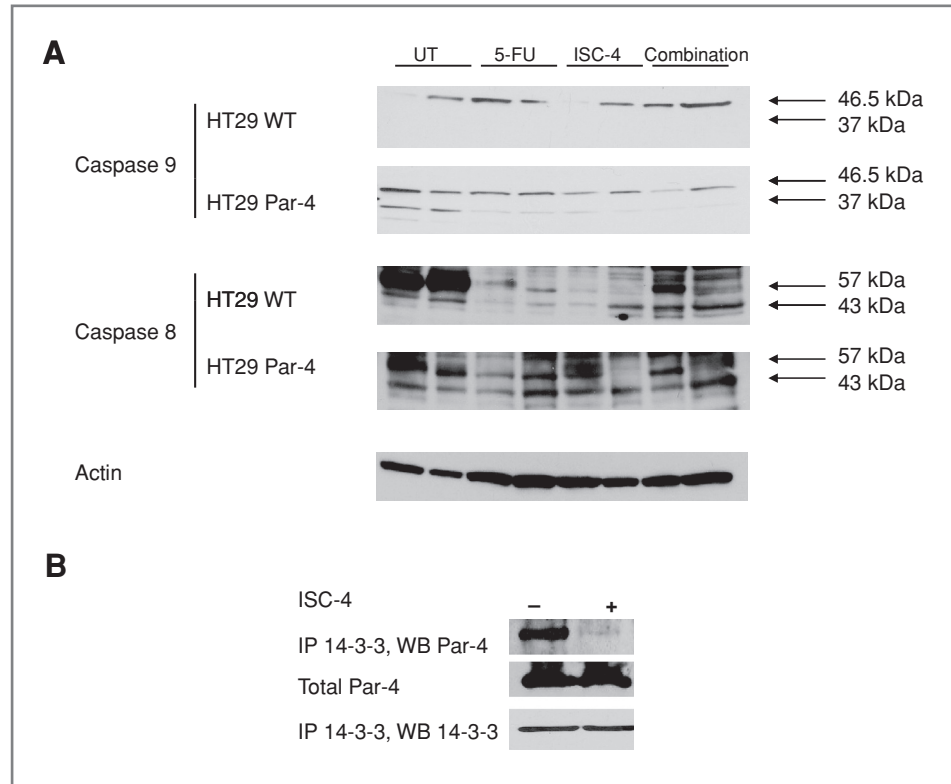 A
UT 5-FU ISC-4 Combination
46.5 kDa
HT29 WT
37 kDa
Caspase 9
46.5 kDa
HT29 Par-4
37 kDa
57 kDa
HT29 WT
43 kDa
Caspase 8
57 kDa
HT29 Par-4
43 kDa
Actin
B
ISC-4 – +
IP 14-3-3, WB Par-4
Total Par-4
IP 14-3-3, WB 14-3-3